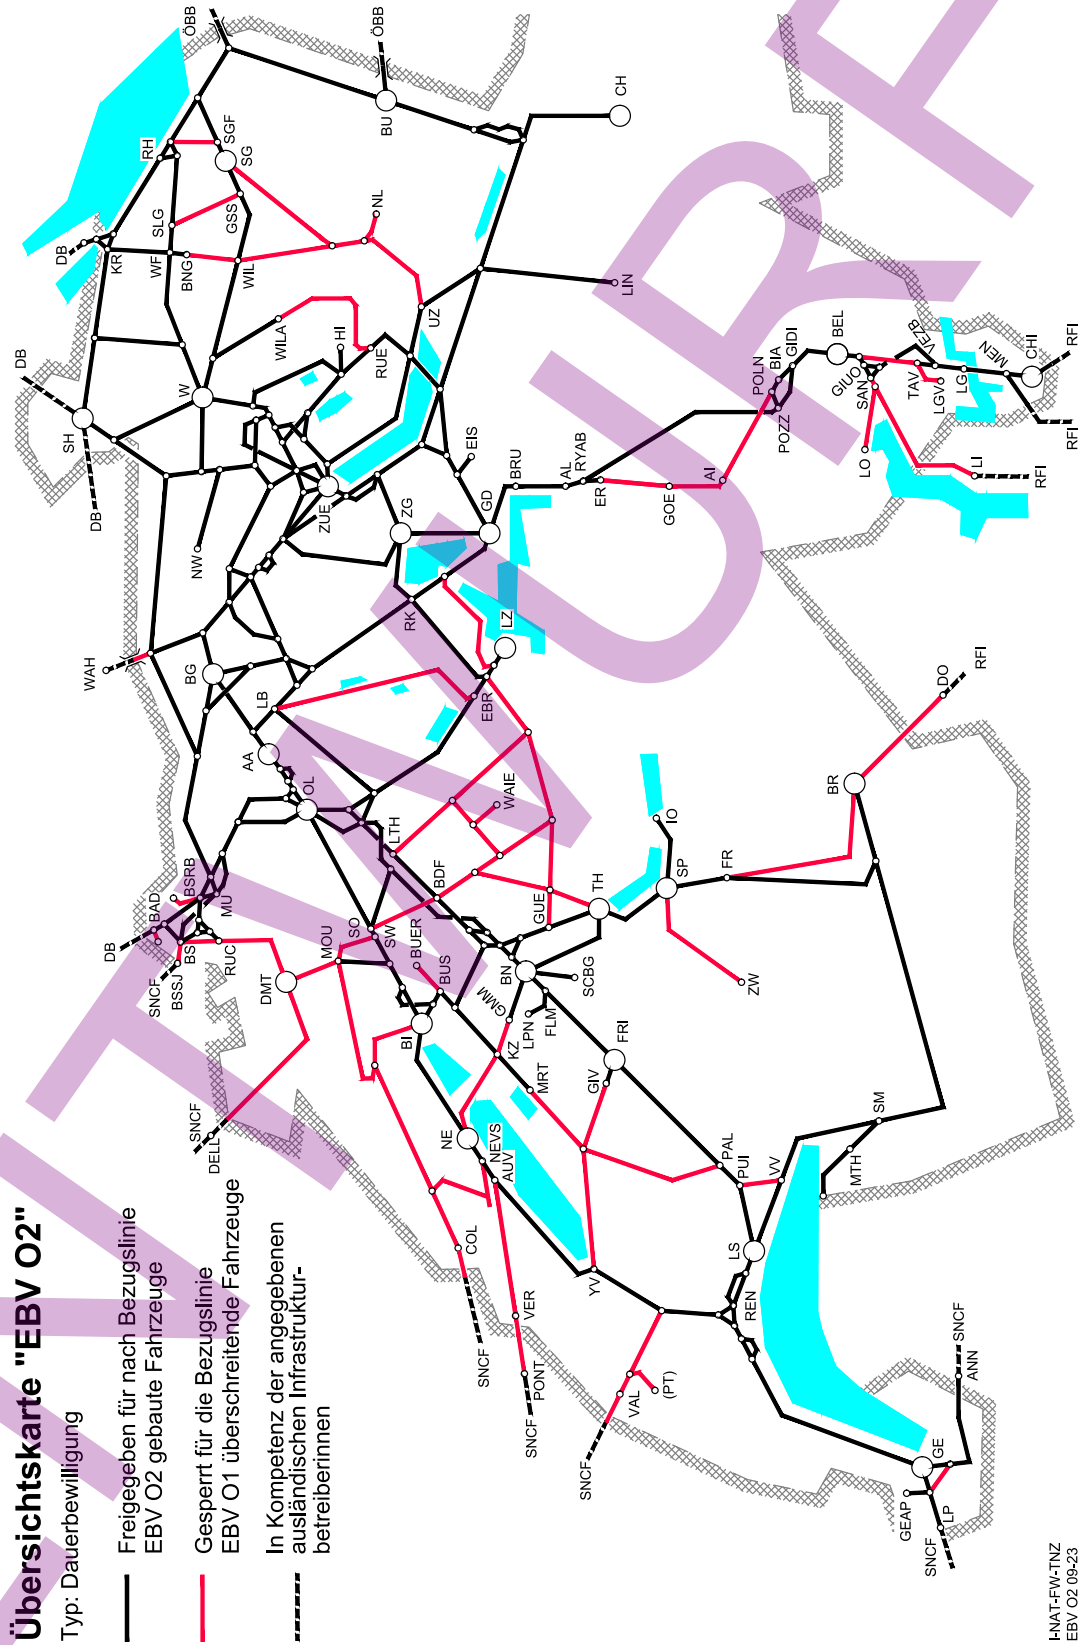 Übersichtskarte "EBV O2"
Typ: Dauerbewilligung
Freigegeben für nach Bezugslinie
EBV O2 gebaute Fahrzeuge
Gesperrt für die Bezugslinie
EBV O1 überschreitende Fahrzeuge
In Kompetenz der angegebenen
ausländischen Infrastruktur-
betreiberinnen
ÖBB
ÖBB
BU
CH
RH
SGF
SG
SLG
GSS
NL
DB
KR
WF
BNG
WIL
LIN
DB
SH
DB
W
WILA
HI
RUE
UZ
EIS
NW
ZUE
ZG
GD
BRU
AL
RYAB
ER
GOE
AI
POLN
BIA
GIDI
BEL
POZZ
GIUO
SAN
VEZB
TAV
LGV
LG
MEN
CHI
RFI
RFI
LO
LI
RFI
WAH
BG
LB
RK
LZ
EBR
AA
OL
WAIE
LTH
BDF
IO
SP
FR
BR
DO
RFI
BSRB
BAD
MU
DB
BS
RUC
SNCF
BSSJ
DMT
MOU
SO
SW
BUER
BUS
GUE
TH
BN
SCBG
GMM
LPN
FLM
ZW
BI
KZ
MRT
GIV
FRI
SNCF
DELL
NE
NEVS
AUV
PAL
PUI
VV
MTH
SM
COL
SNCF
YV
LS
REN
VER
PONT
SNCF
VAL
(PT)
SNCF
SNCF
ANN
GE
GEAP
LP
SNCF
I-NAT-FW-TNZ
EBV O2 09-23